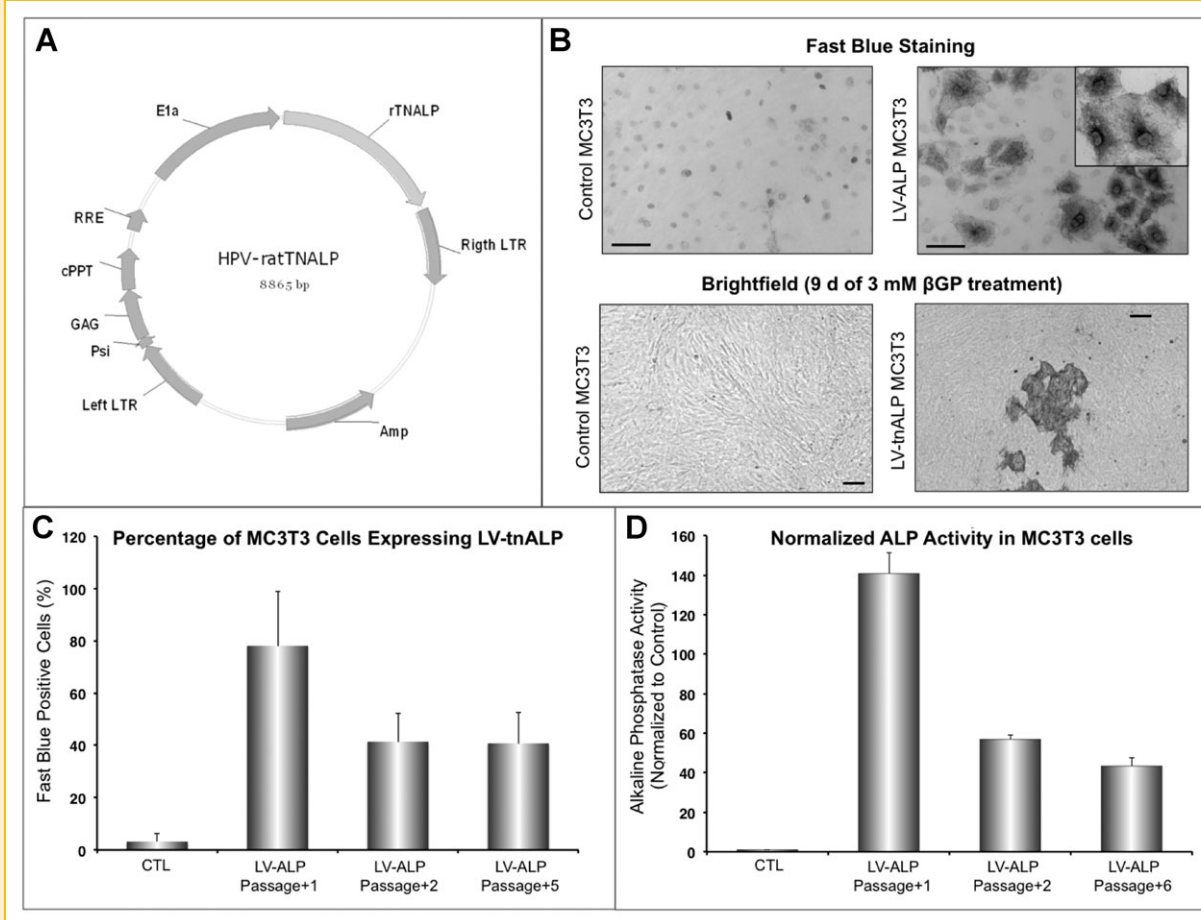 A
E1a
rTNALP
RRE
cPPT
GAG
Psi
Left LTR
Rigth LTR
Amp
HPV-ratTNALP
8865 bp
B
Fast Blue Staining
Control MC3T3
LV-ALP MC3T3
Brightfield (9 d of 3 mM βGP treatment)
Control MC3T3
LV-tnALP MC3T3
C
Percentage of MC3T3 Cells Expressing LV-tnALP
Fast Blue Positive Cells (%)
120
100
80
60
40
20
0
CTL
LV-ALP
Passage+1
LV-ALP
Passage+2
LV-ALP
Passage+5
D
Normalized ALP Activity in MC3T3 cells
Alkaline Phosphatase Activity
(Normalized to Control)
160
140
120
100
80
60
40
20
0
CTL
LV-ALP
Passage+1
LV-ALP
Passage+2
LV-ALP
Passage+6